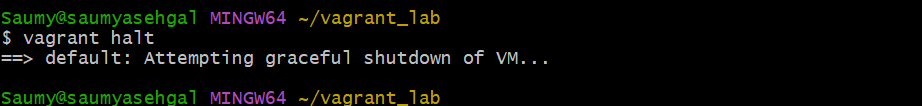 Saumy@saumyasehgal MINGW64 ~/vagrant_lab
$ vagrant halt
==> default: Attempting graceful shutdown of VM...
Saumy@saumyasehgal MINGW64 ~/vagrant_lab